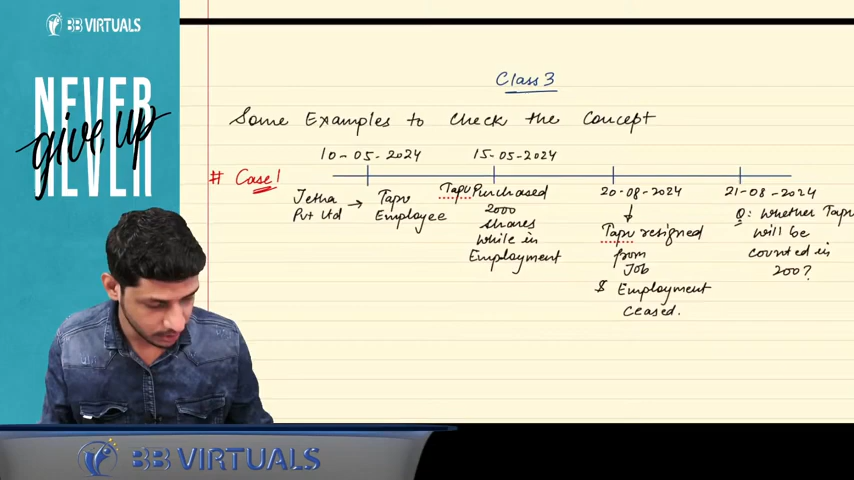 BB VIRTUALS
NEVER
give up
NEVER
Class 3
Some Examples to Check the Concept
10-05-2024 15-05-2024
# Case 1
Jetha Pvt Ltd → Tapu Employee
Tapu Purchased
2000
shares
while in
Employment
20-08-2024
↓
Tapu resigned
from
Job
$ Employment
ceased.
21-08-2024
Q: Whether Tapu
will be
counted in
200?
BB VIRTUALS